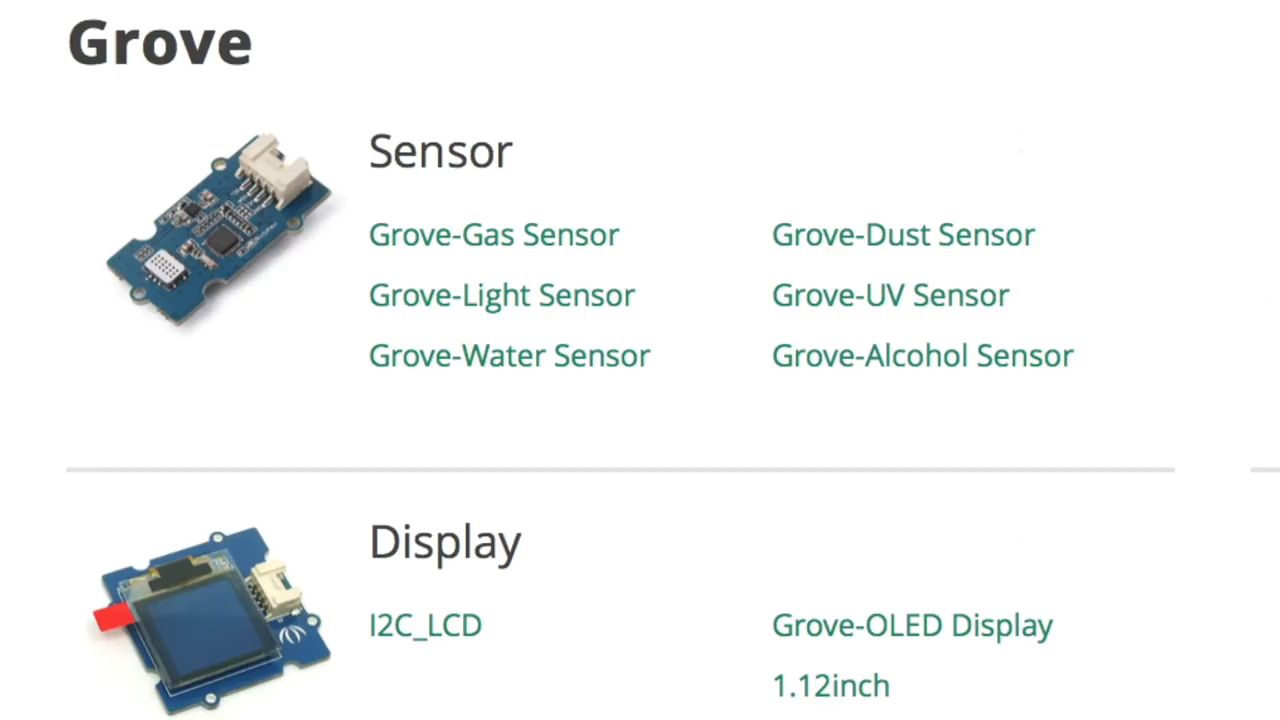 Grove
Sensor
Grove-Gas Sensor
Grove-Dust Sensor
Grove-Light Sensor
Grove-UV Sensor
Grove-Water Sensor
Grove-Alcohol Sensor
Display
I2C_LCD
Grove-OLED Display
1.12inch